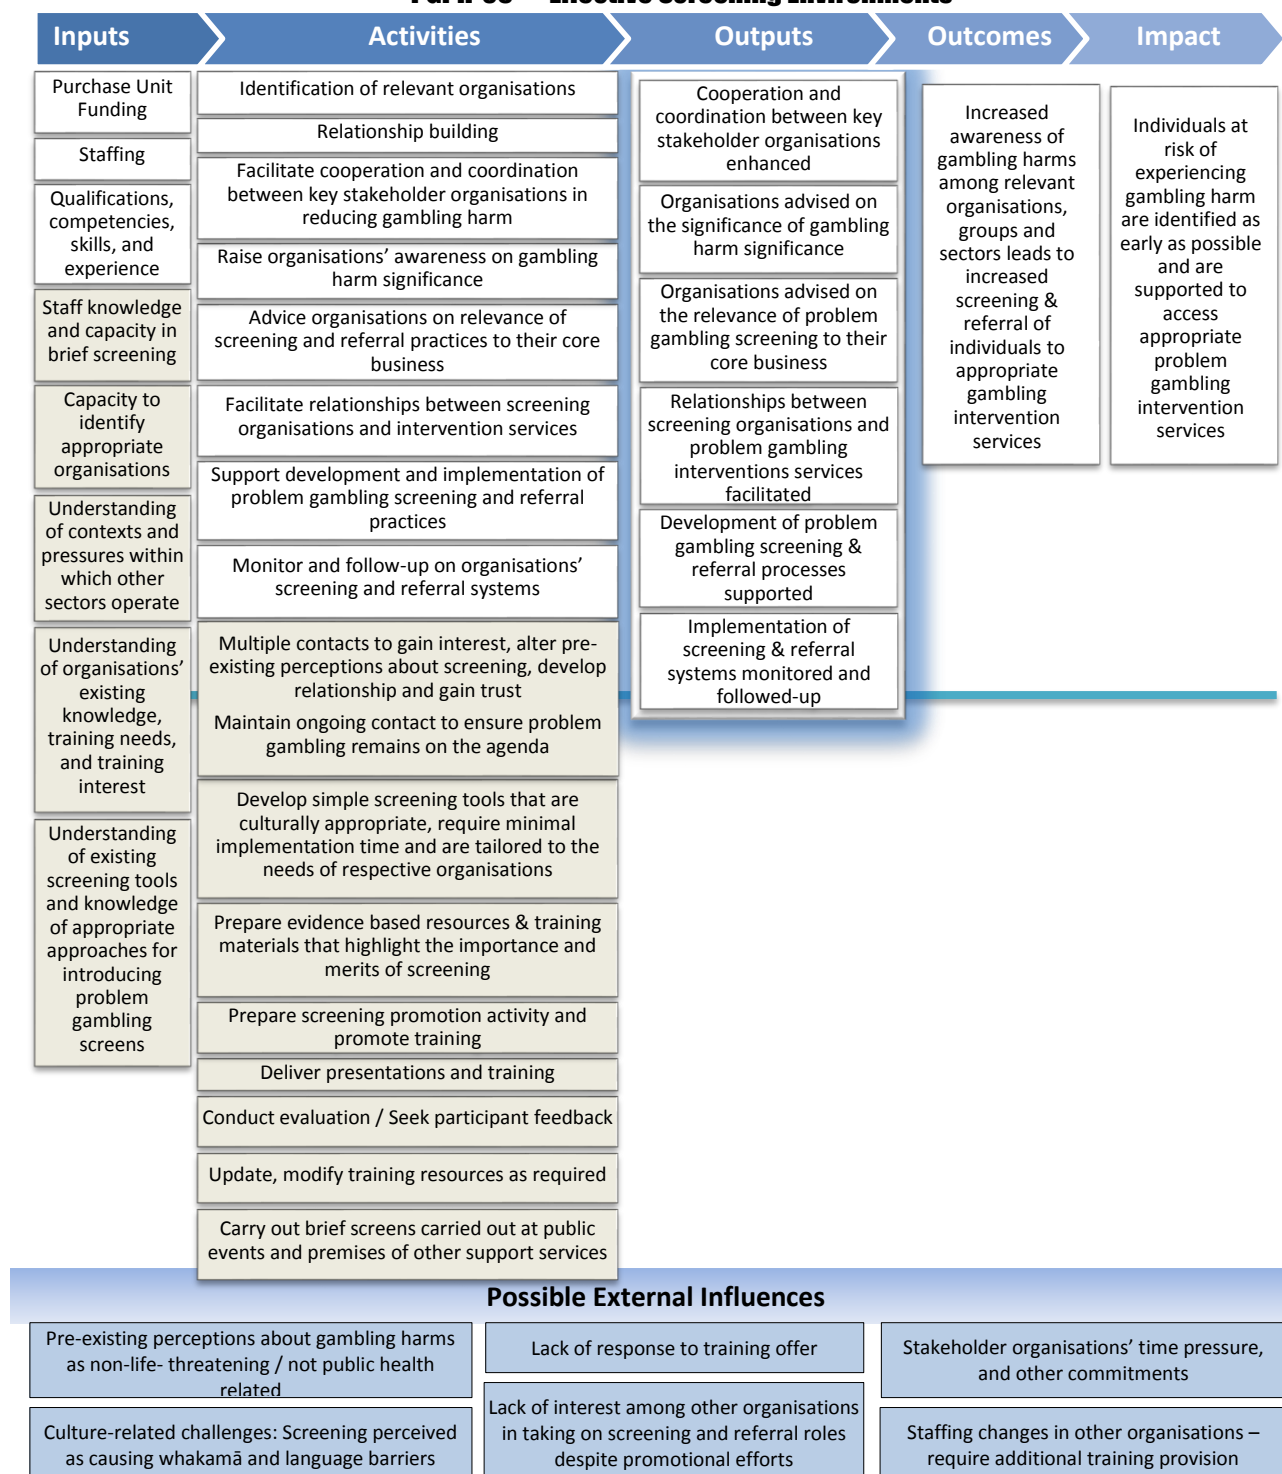 Effective Screening Environments
Inputs
Activities
Outputs
Outcomes
Impact
Purchase Unit
Funding
Staffing
Qualifications,
competencies,
skills, and
experience
Staff knowledge
and capacity in
brief screening
Capacity to
identify
appropriate
organisations
Understanding
of contexts and
pressures within
which other
sectors operate
Understanding
of organisations’
existing
knowledge,
training needs,
and training
interest
Understanding
of existing
screening tools
and knowledge
of appropriate
approaches for
introducing
problem
gambling
screens
Identification of relevant organisations
Relationship building
Facilitate cooperation and coordination
between key stakeholder organisations in
reducing gambling harm
Raise organisations’ awareness on gambling
harm significance
Advice organisations on relevance of
screening and referral practices to their core
business
Facilitate relationships between screening
organisations and intervention services
Support development and implementation of
problem gambling screening and referral
practices
Monitor and follow-up on organisations’
screening and referral systems
Multiple contacts to gain interest, alter pre-
existing perceptions about screening, develop
relationship and gain trust
Maintain ongoing contact to ensure problem
gambling remains on the agenda
Develop simple screening tools that are
culturally appropriate, require minimal
implementation time and are tailored to the
needs of respective organisations
Prepare evidence based resources & training
materials that highlight the importance and
merits of screening
Prepare screening promotion activity and
promote training
Deliver presentations and training
Conduct evaluation / Seek participant feedback
Update, modify training resources as required
Carry out brief screens carried out at public
events and premises of other support services
Cooperation and
coordination between key
stakeholder organisations
enhanced
Organisations advised on
the significance of gambling
harm significance
Organisations advised on
the relevance of problem
gambling screening to their
core business
Relationships between
screening organisations and
problem gambling
interventions services
facilitated
Development of problem
gambling screening &
referral processes
supported
Implementation of
screening & referral
systems monitored and
followed-up
Increased
awareness of
gambling harms
among relevant
organisations,
groups and
sectors leads to
increased
screening &
referral of
individuals to
appropriate
gambling
intervention
services
Individuals at
risk of
experiencing
gambling harm
are identified as
early as possible
and are
supported to
access
appropriate
problem
gambling
intervention
services
Possible External Influences
Pre-existing perceptions about gambling harms
as non-life- threatening / not public health
related
Culture-related challenges: Screening perceived
as causing whakamā and language barriers
Lack of response to training offer
Lack of interest among other organisations
in taking on screening and referral roles
despite promotional efforts
Stakeholder organisations’ time pressure,
and other commitments
Staffing changes in other organisations –
require additional training provision